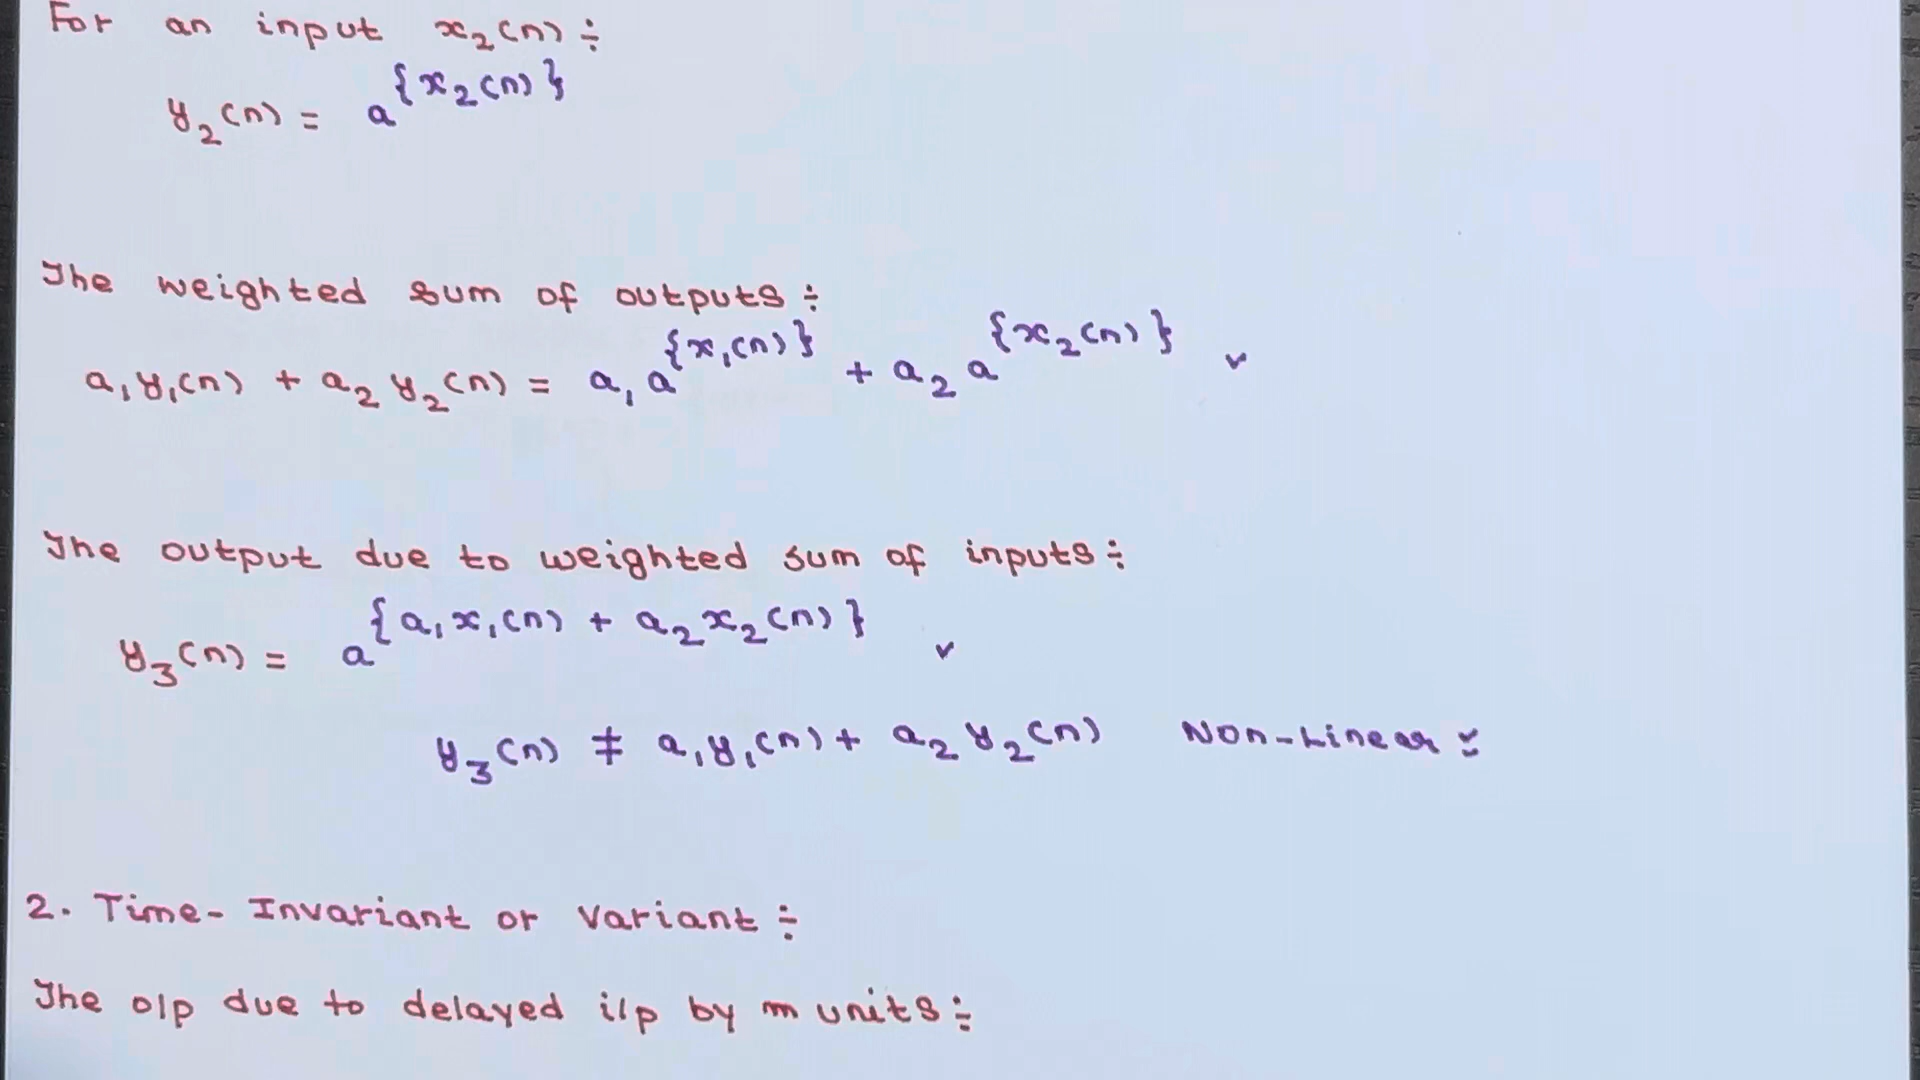 For an input x₂(n) ÷
y₂(n) = a^{x₂(n)}
The weighted sum of outputs ÷
a₁y₁(n) + a₂y₂(n) = a₁a^{x₁(n)} + a₂a^{x₂(n)} ✓
The output due to weighted sum of inputs ÷
y₃(n) = a^{a₁x₁(n) + a₂x₂(n)} ✓
y₃(n) ≠ a₁y₁(n) + a₂y₂(n) Non-Linear
2. Time-Invariant or Variant ÷
The o/p due to delayed i/p by m units ÷